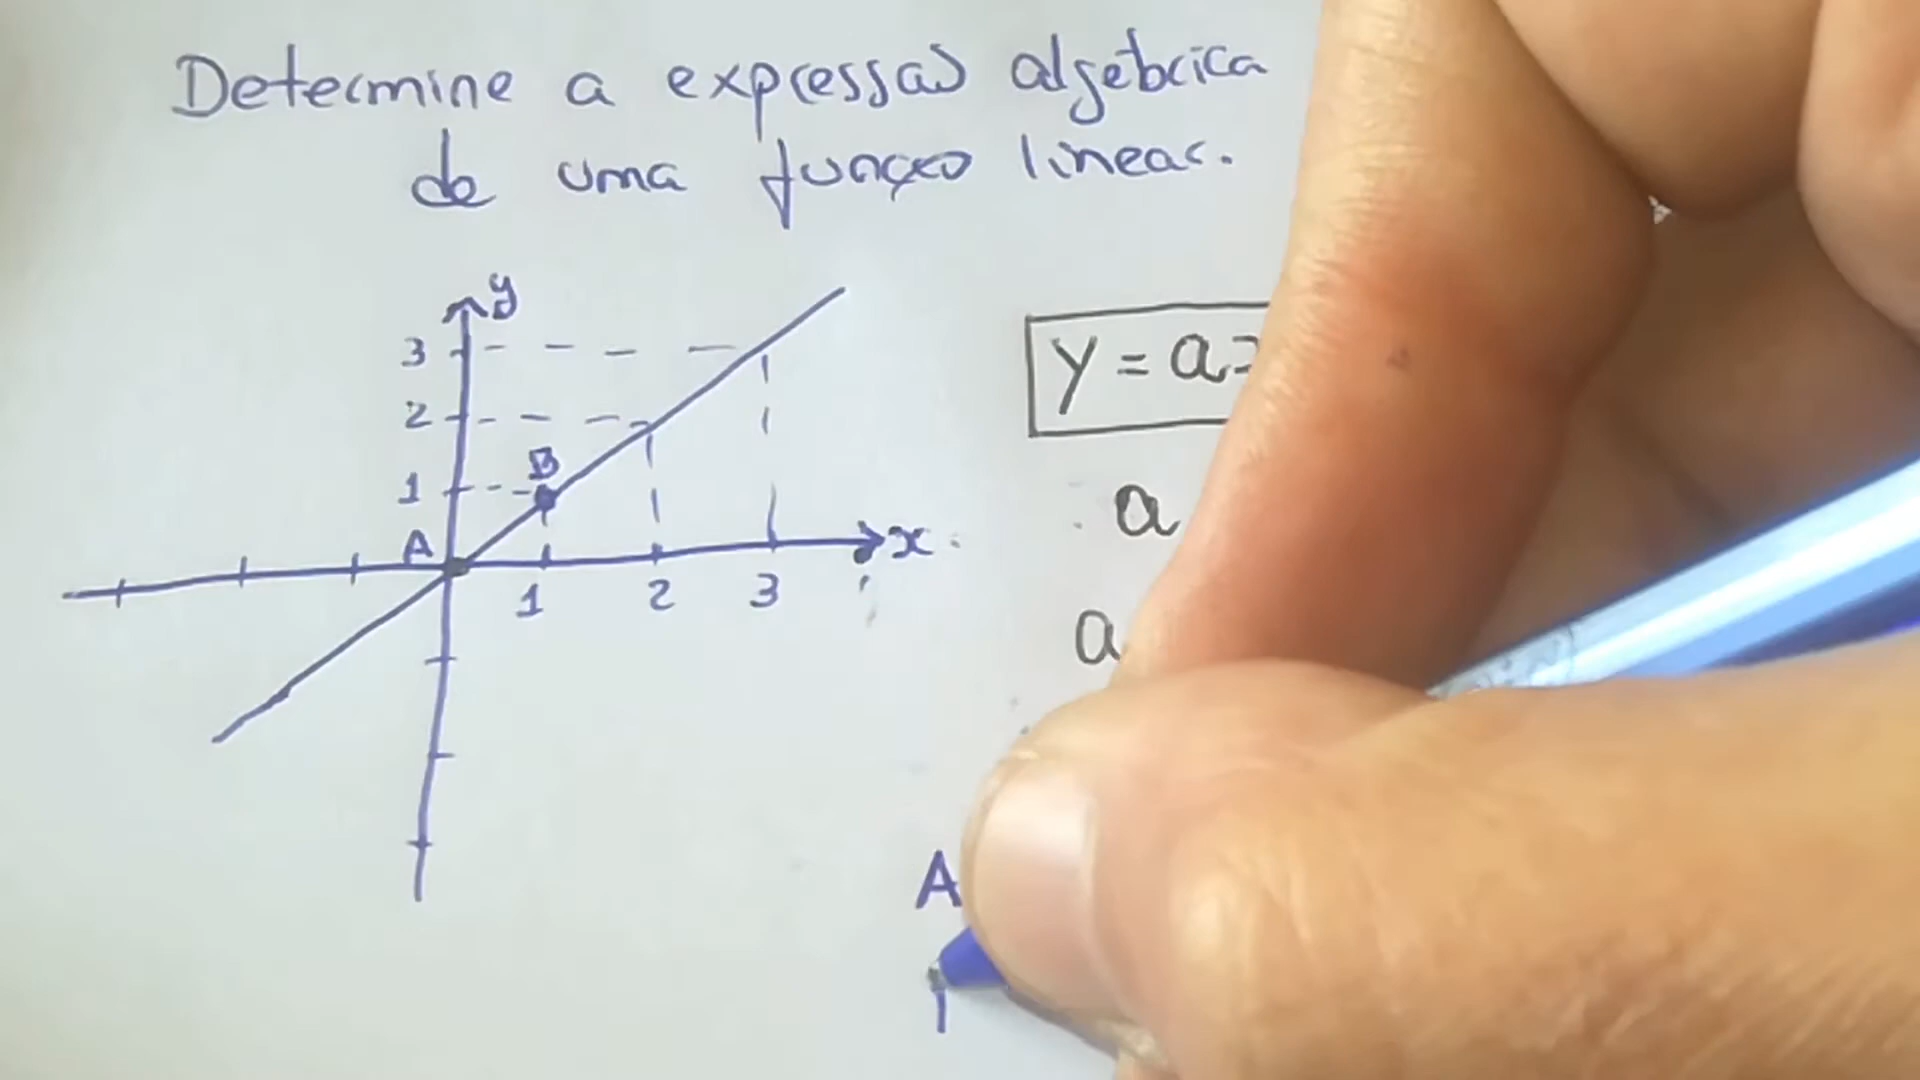 Determine a expressão algébrica
de uma função linear.
y
3
2
1
B
A
x
1 2 3
y = a
a
a
A